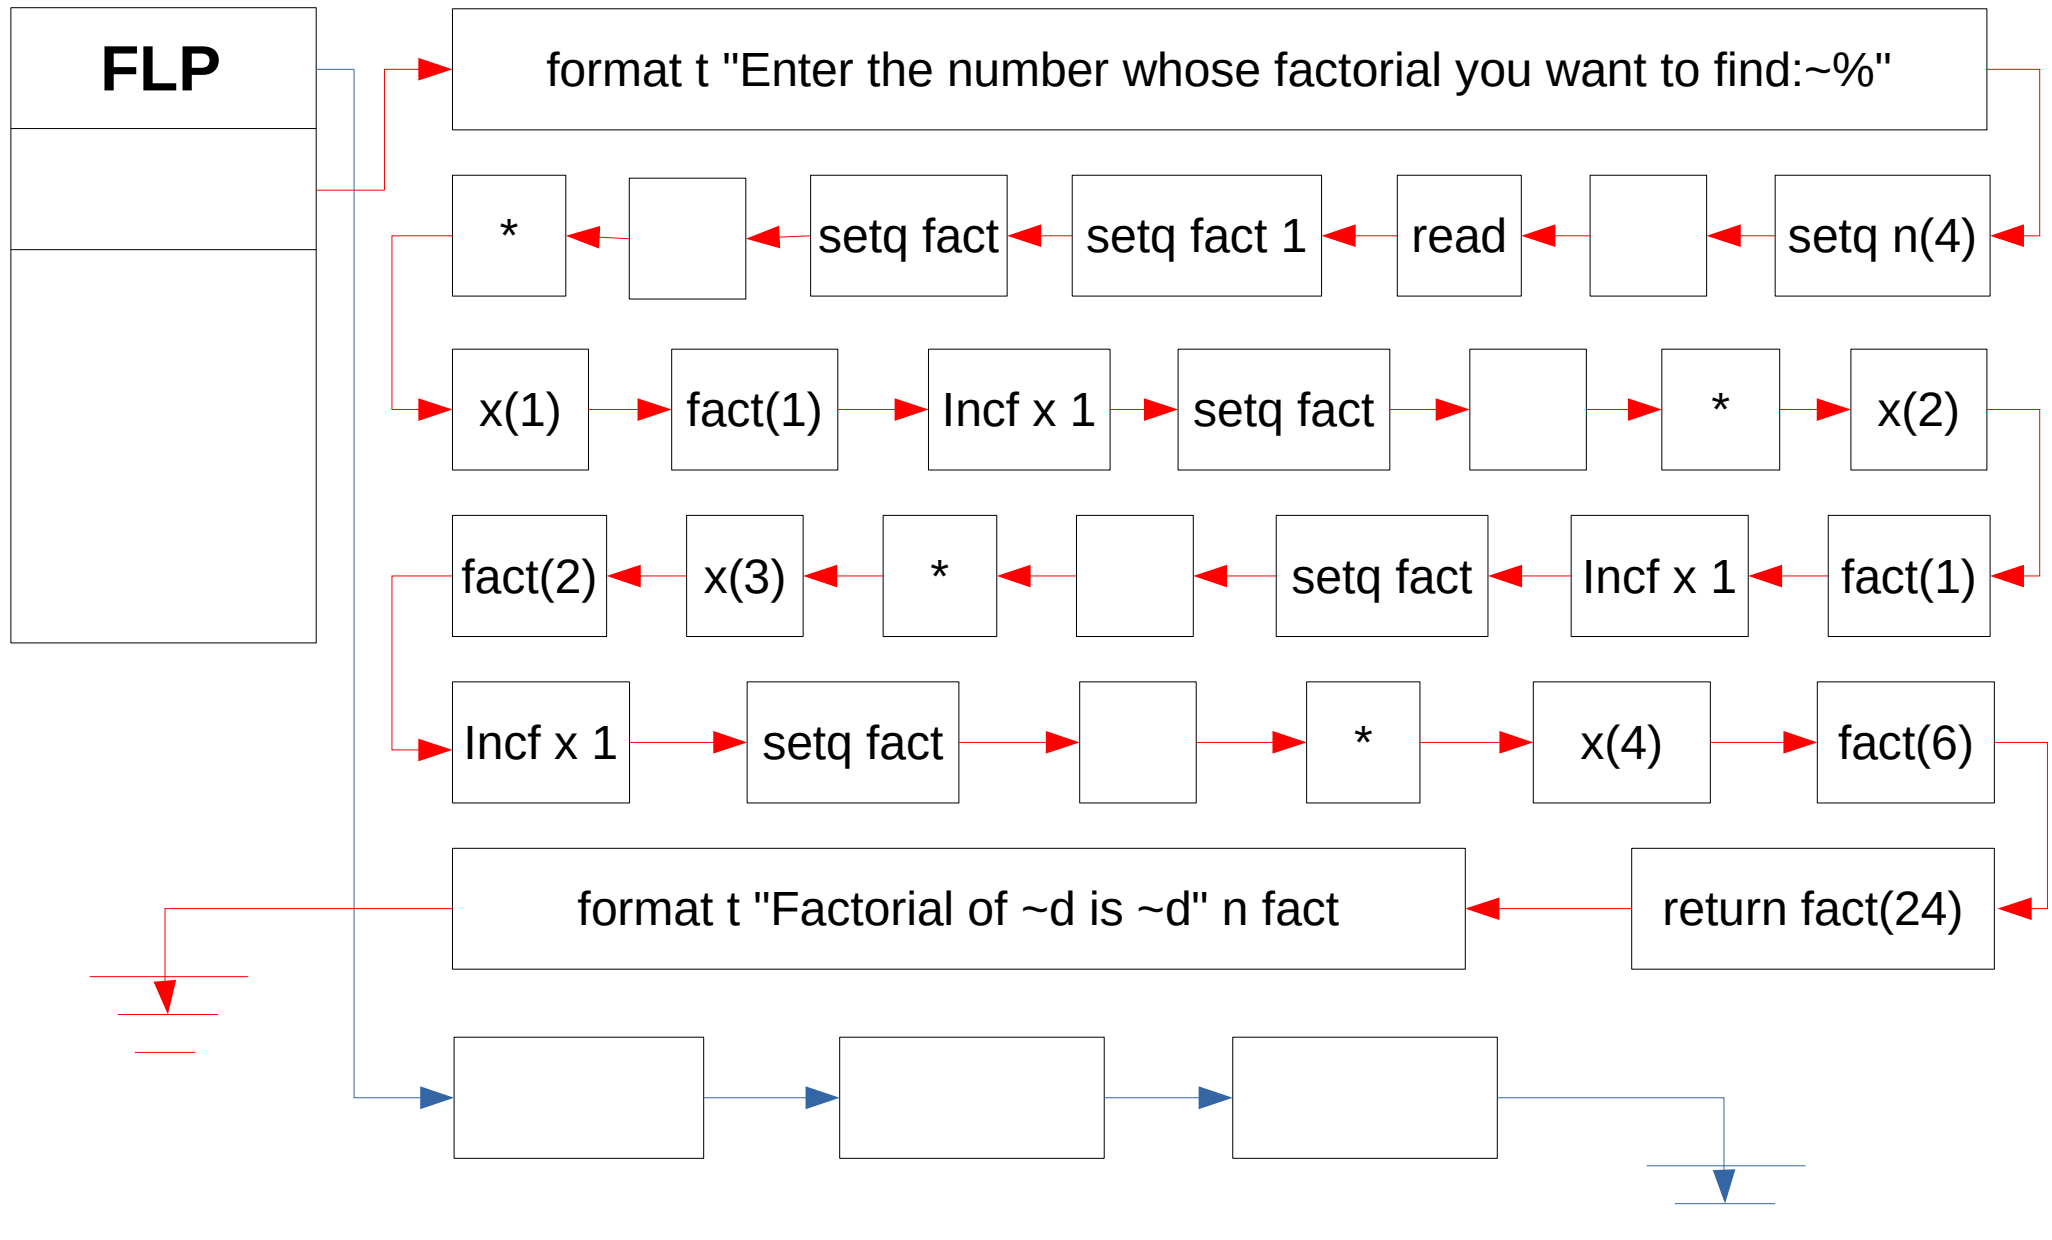 FLP
format t "Enter the number whose factorial you want to find:~%"
* setq fact setq fact 1 read setq n(4)
x(1) fact(1) Incf x 1 setq fact * x(2)
fact(2) x(3) * setq fact Incf x 1 fact(1)
Incf x 1 setq fact * x(4) fact(6)
format t "Factorial of ~d is ~d" n fact return fact(24)